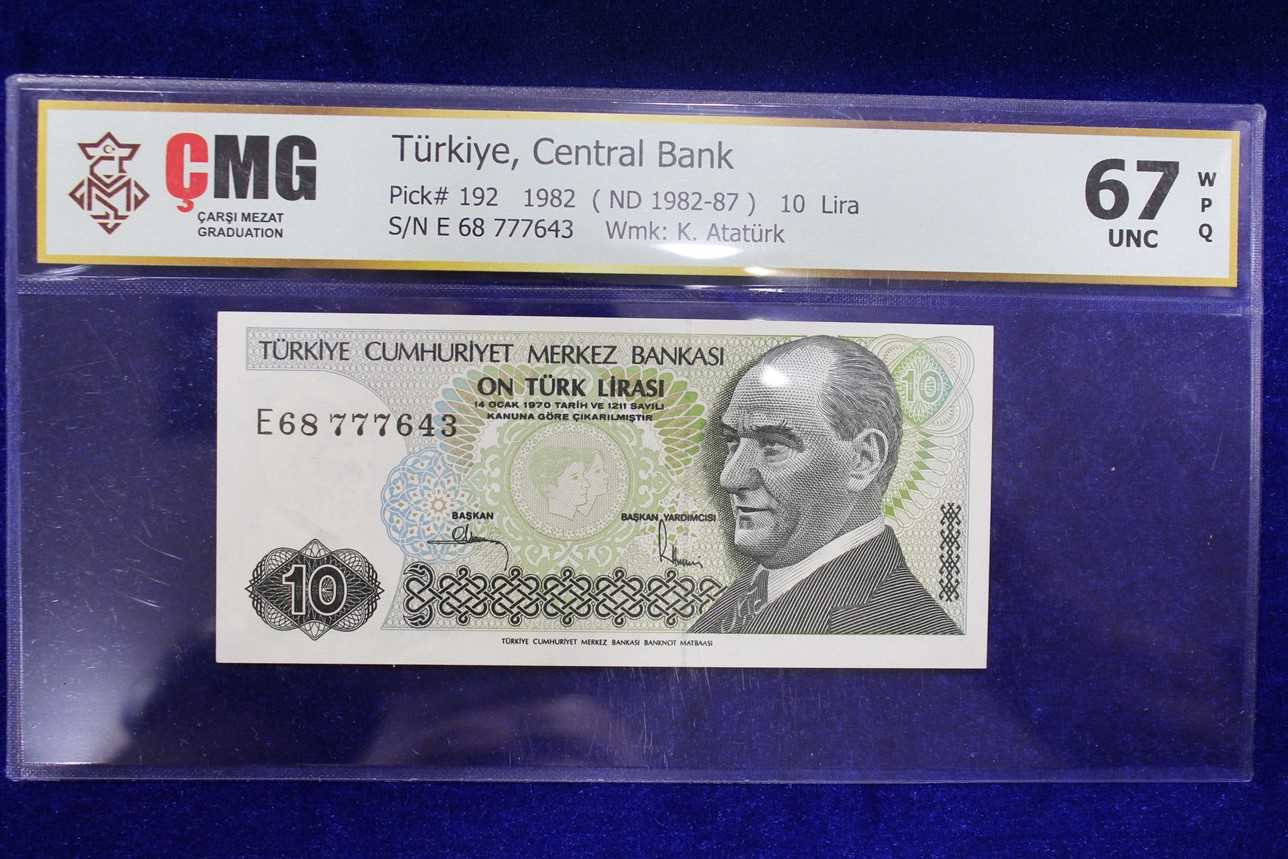 ÇMG
ÇARŞI MEZAT
GRADUATION
Türkiye, Central Bank
Pick# 192 1982 ( ND 1982-87 ) 10 Lira
S/N E 68 777643 Wmk: K. Atatürk
67
UNC
W
P
Q
TÜRKİYE CUMHURİYET MERKEZ BANKASI
ON TÜRK LİRASI
14 OCAK 1970 TARİH VE 1211 SAYILI
KANUNA GÖRE ÇIKARILMIŞTIR
10
E68 777643
BAŞKAN
BAŞKAN YARDIMCISI
10
TÜRKİYE CUMHURİYET MERKEZ BANKASI BANKNOT MATBAASI